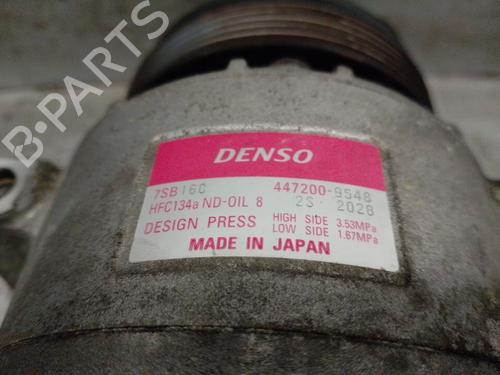 B-PARTS
DENSO
7SB16C 447200-9548
HFC134a ND-OIL 8 2S 2028
DESIGN PRESS HIGH SIDE 3.53MPa
LOW SIDE 1.67MPa
MADE IN JAPAN